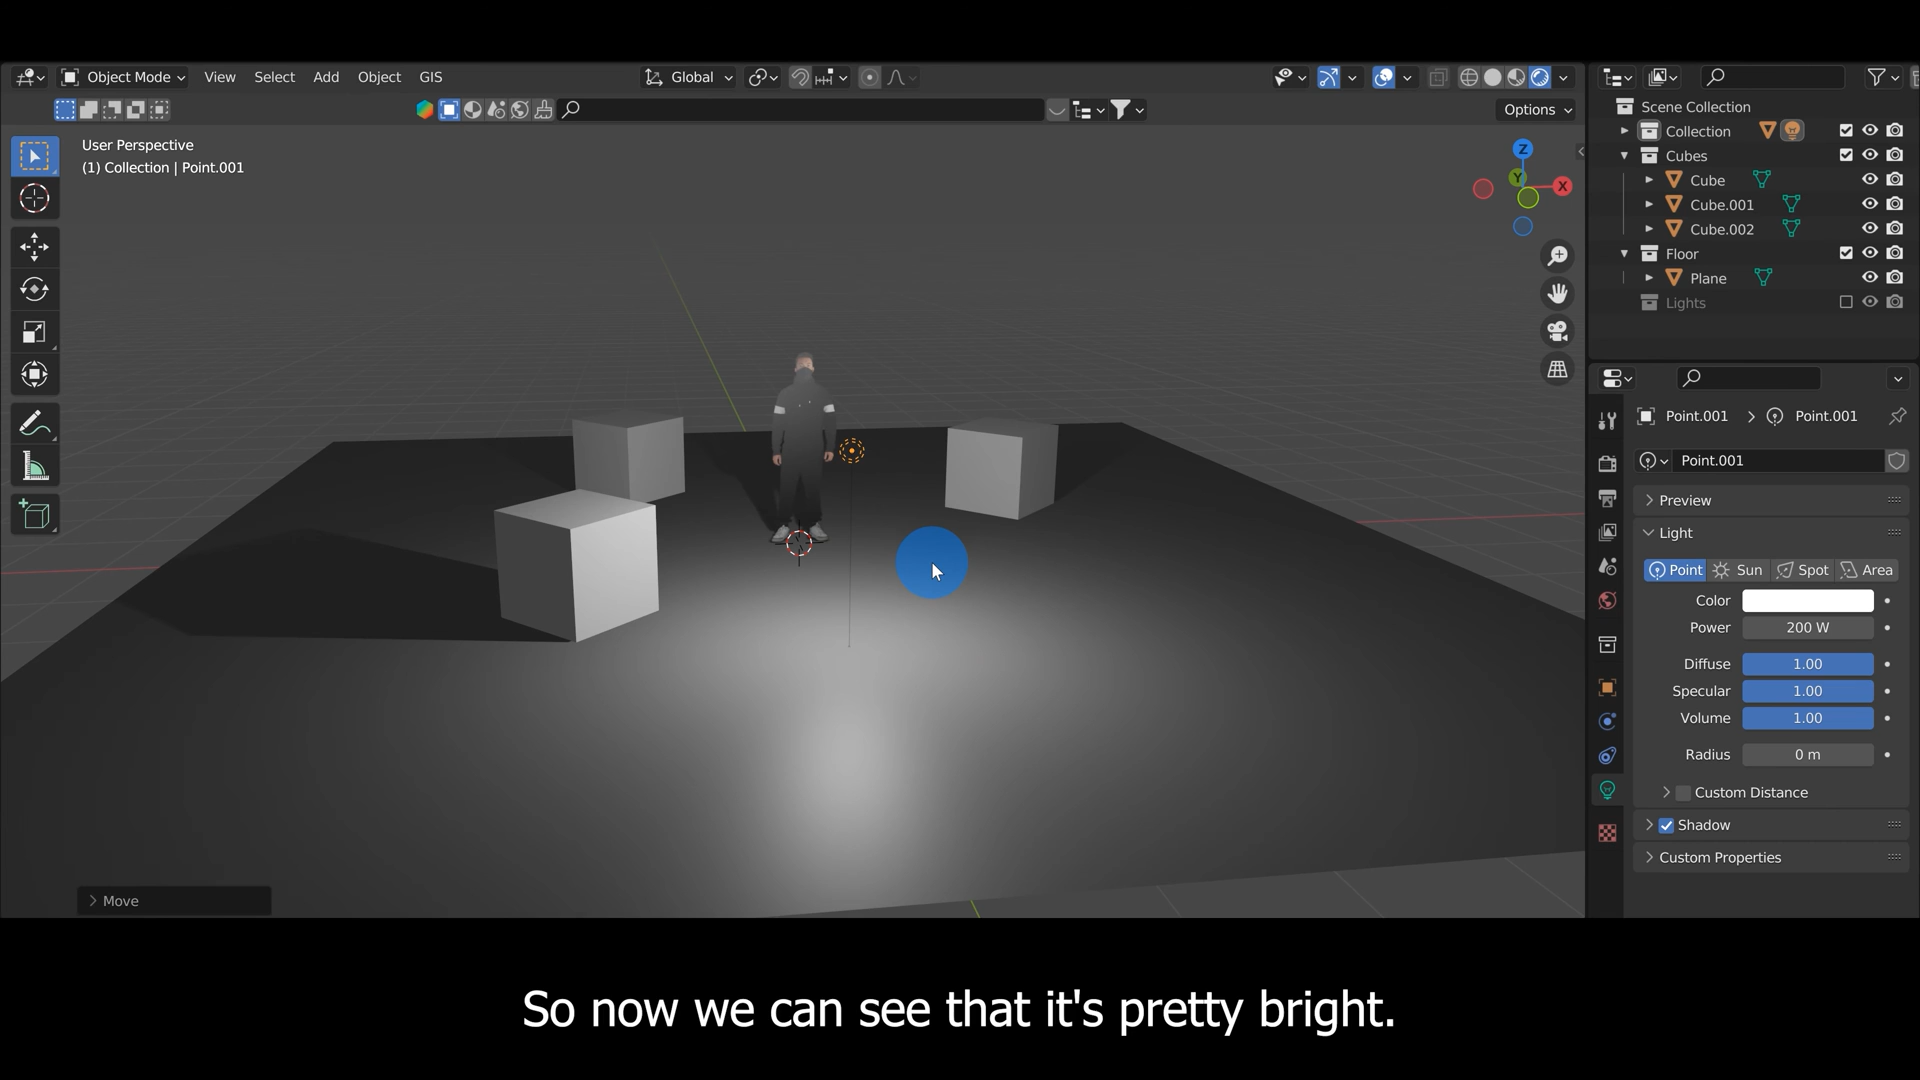 Object Mode View Select Add Object GIS Global
Options
User Perspective
(1) Collection | Point.001
Z
Y
X
Move
Scene Collection
Collection
Cubes
Cube
Cube.001
Cube.002
Floor
Plane
Lights
Point.001 > Point.001
Point.001
Preview
Light
Point Sun Spot Area
Color
Power 200 W
Diffuse 1.00
Specular 1.00
Volume 1.00
Radius 0 m
Custom Distance
Shadow
Custom Properties
So now we can see that it's pretty bright.